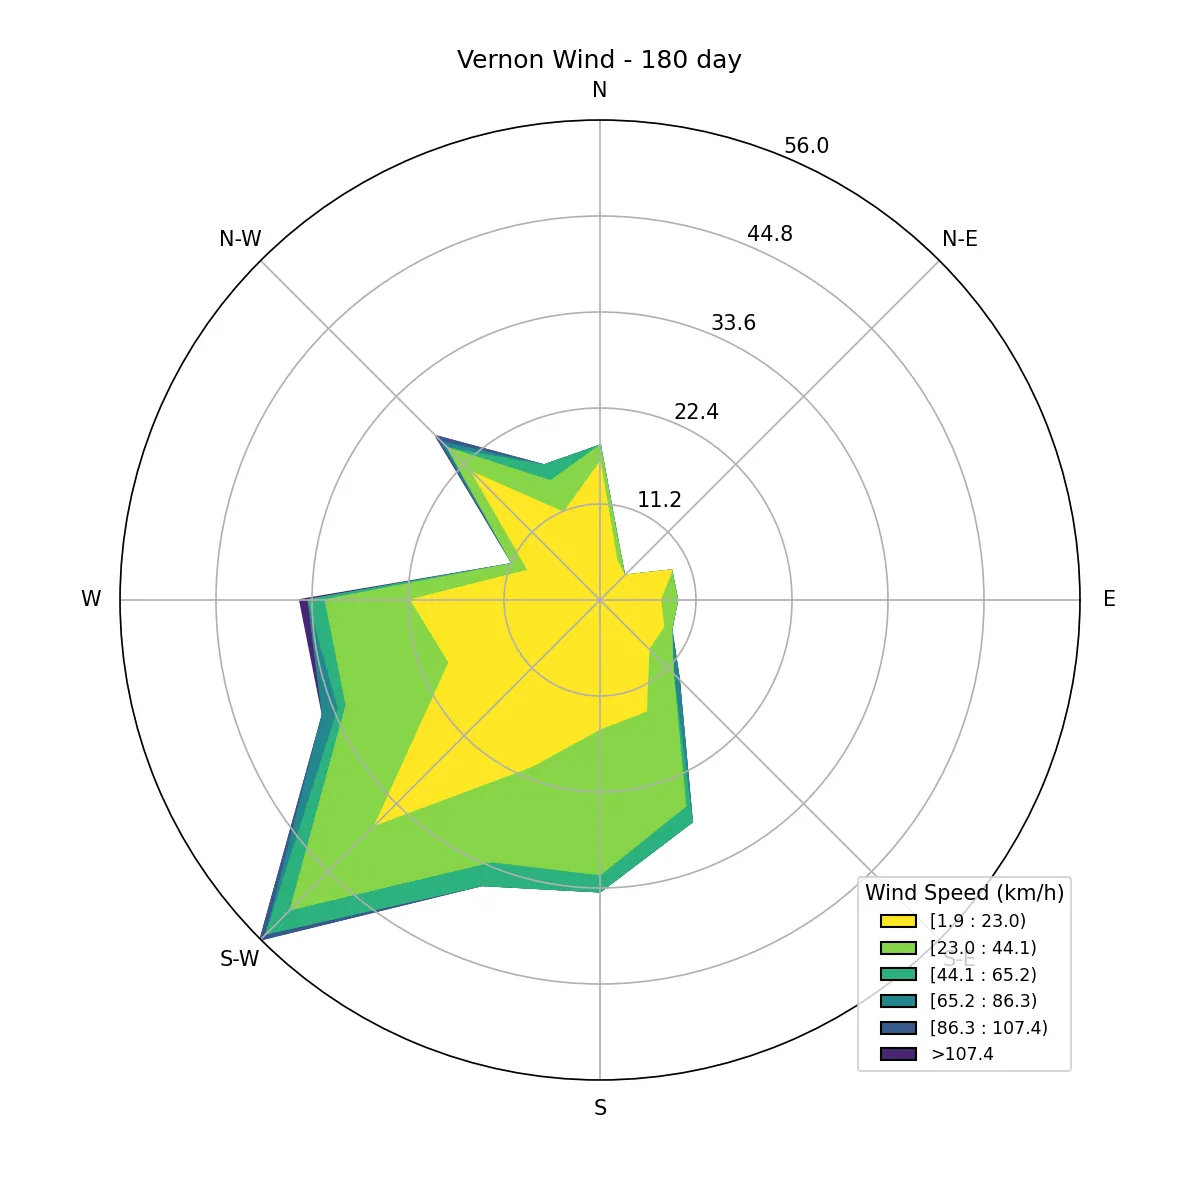 Vernon Wind - 180 day
N
56.0
N-W
44.8
N-E
33.6
22.4
11.2
W
E
S-W
S-E
Wind Speed (km/h)
[1.9 : 23.0)
[23.0 : 44.1)
[44.1 : 65.2)
[65.2 : 86.3)
[86.3 : 107.4)
>107.4
S